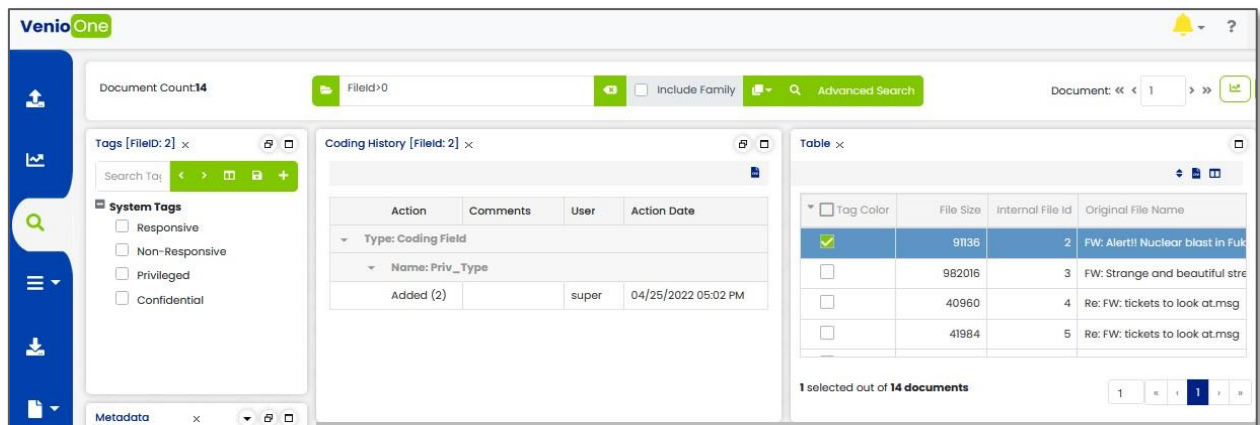 VenioOne
?
Document Count:14
FileId>0
Include Family
Advanced Search
Document: « < 1 > »
Tags [FileID: 2] ×
Search Tag
System Tags
Responsive
Non-Responsive
Privileged
Confidential
Metadata ×
Coding History [FileId: 2] ×
Action Comments User Action Date
Type: Coding Field
Name: Priv_Type
Added (2) super 04/25/2022 05:02 PM
Table ×
Tag Color File Size Internal File Id Original File Name
91136 2 FW: Alert!! Nuclear blast in Fuk
982016 3 FW: Strange and beautiful stre
40960 4 Re: FW: tickets to look at.msg
41984 5 Re: FW: tickets to look at.msg
1 selected out of 14 documents
1 « ‹ 1 › »